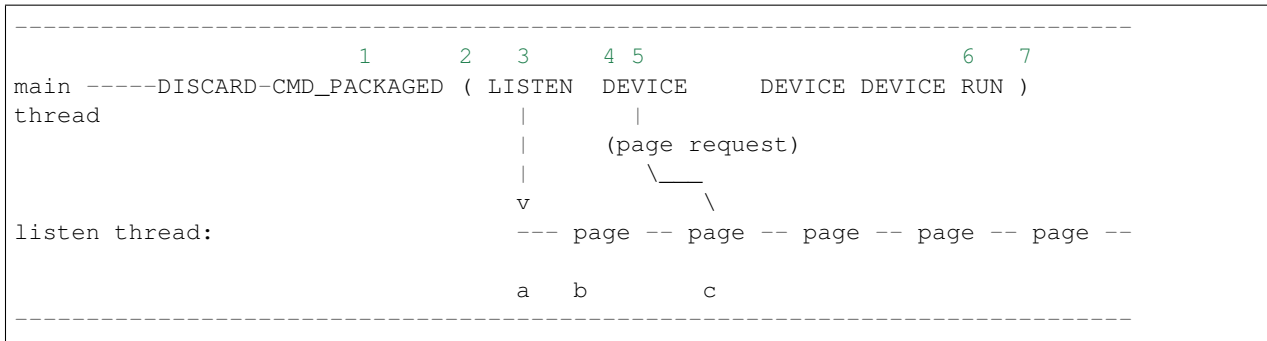 ------------------------------------------------------------------------------
                        1      2   3     4 5                      6   7
main -----DISCARD-CMD_PACKAGED ( LISTEN  DEVICE     DEVICE DEVICE RUN )
thread                             |       |
                                   |     (page request)
                                   |        \___
                                   v            \
listen thread:                     --- page -- page -- page -- page -- page --

                                   a   b        c
------------------------------------------------------------------------------